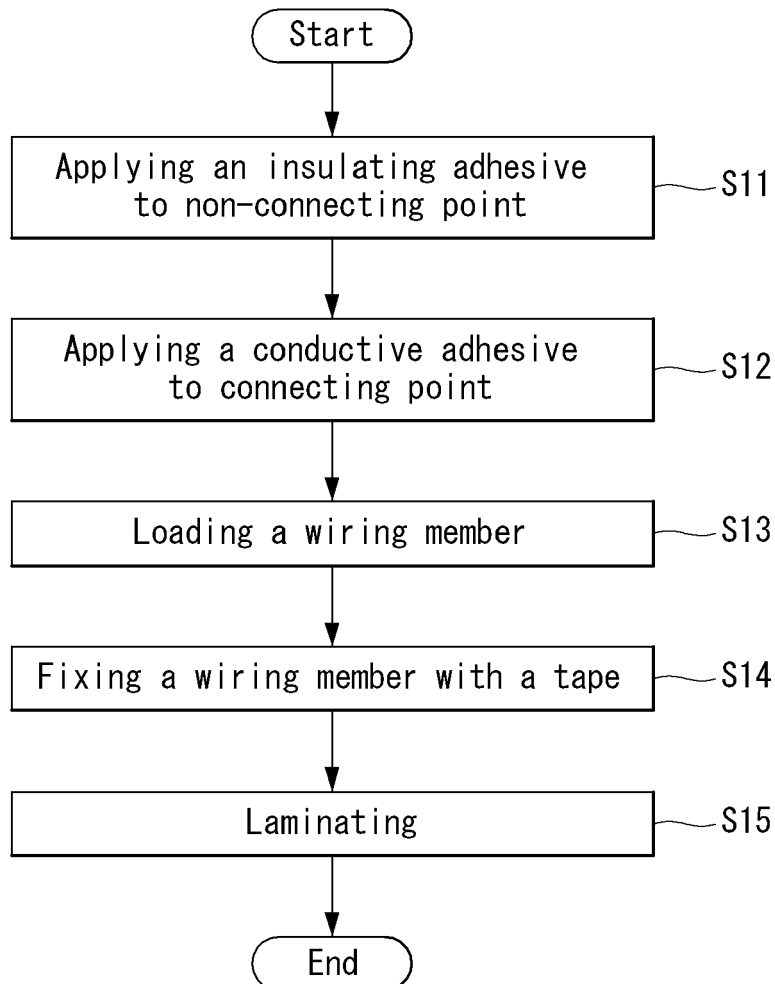 Start
Applying an insulating adhesive
to non-connecting point
S11
Applying a conductive adhesive
to connecting point
S12
Loading a wiring member
S13
Fixing a wiring member with a tape
S14
Laminating
S15
End